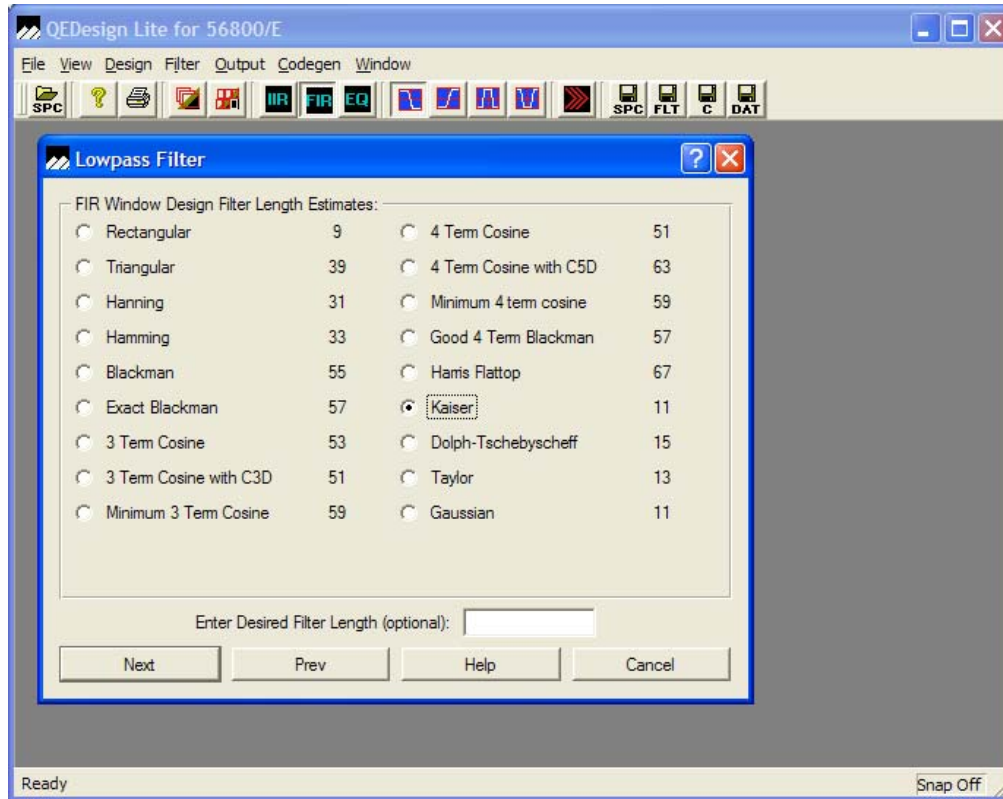 QEDesign Lite for 56800/E
File View Design Filter Output Codegen Window
SPC ? IIR FIR EQ SPC FLT C DAT
Lowpass Filter ?
FIR Window Design Filter Length Estimates:
Rectangular 9 4 Term Cosine 51
Triangular 39 4 Term Cosine with C5D 63
Hanning 31 Minimum 4 term cosine 59
Hamming 33 Good 4 Term Blackman 57
Blackman 55 Harris Flattop 67
Exact Blackman 57 Kaiser 11
3 Term Cosine 53 Dolph-Tschebyscheff 15
3 Term Cosine with C3D 51 Taylor 13
Minimum 3 Term Cosine 59 Gaussian 11
Enter Desired Filter Length (optional):
Next Prev Help Cancel
Ready Snap Off